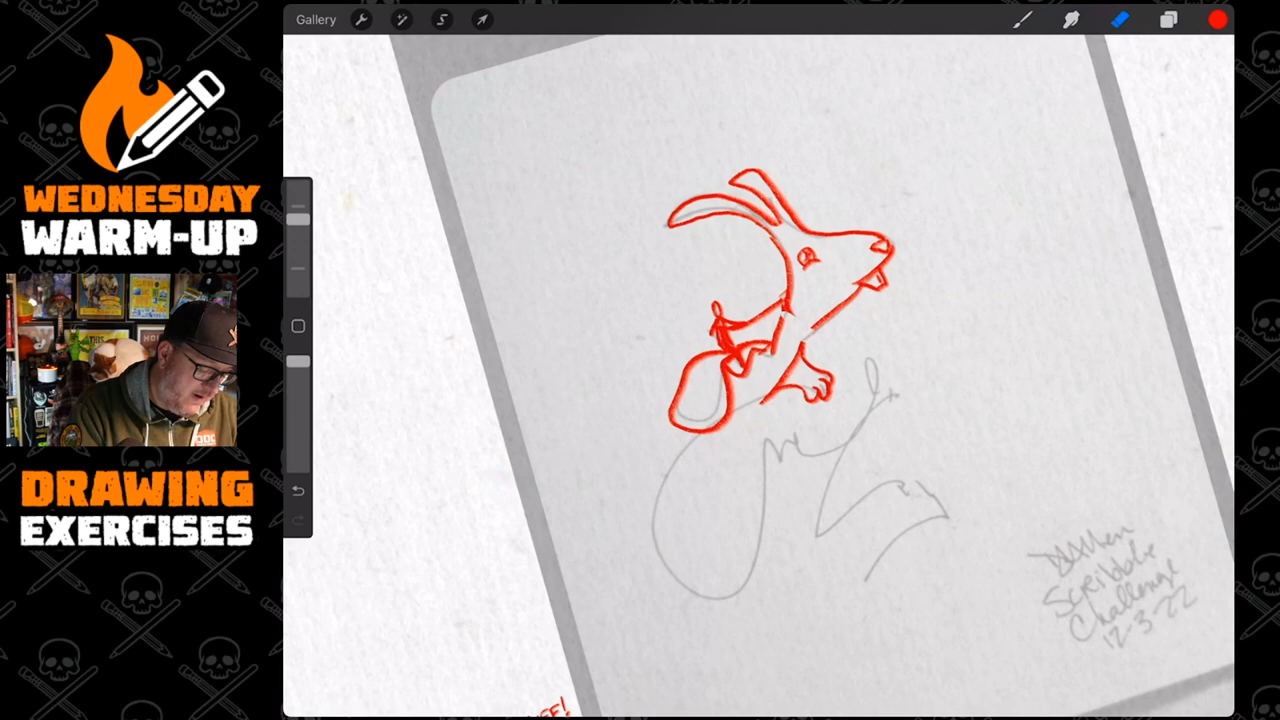 Gallery
WEDNESDAY
WARM-UP
DRAWING
EXERCISES
Scribble
Challenge
12-3-22